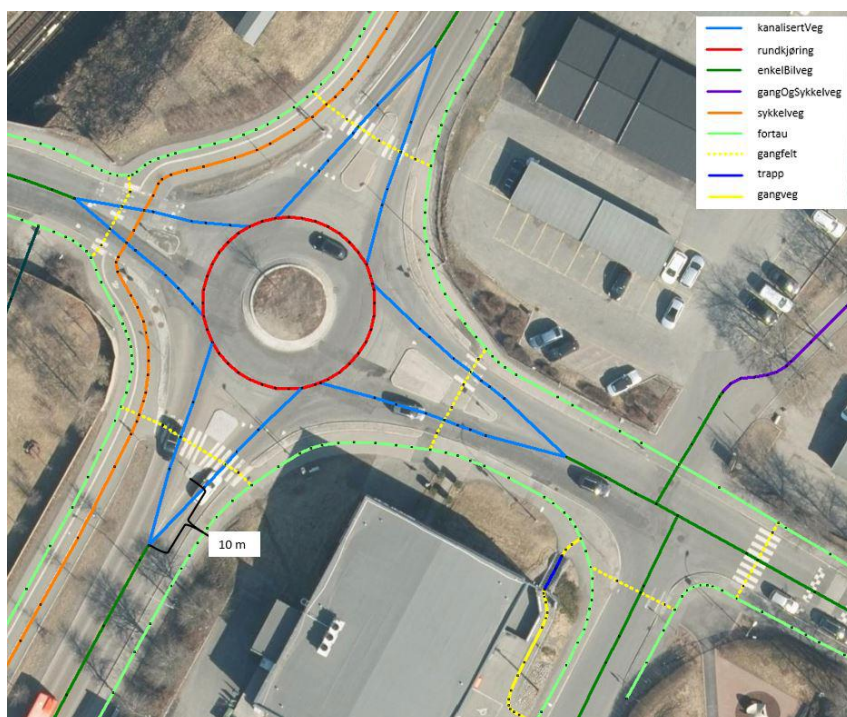 kanalisertVeg
rundkjøring
enkelBilveg
gangOgSykkelveg
sykkelveg
fortau
gangfelt
trapp
gangveg
10 m